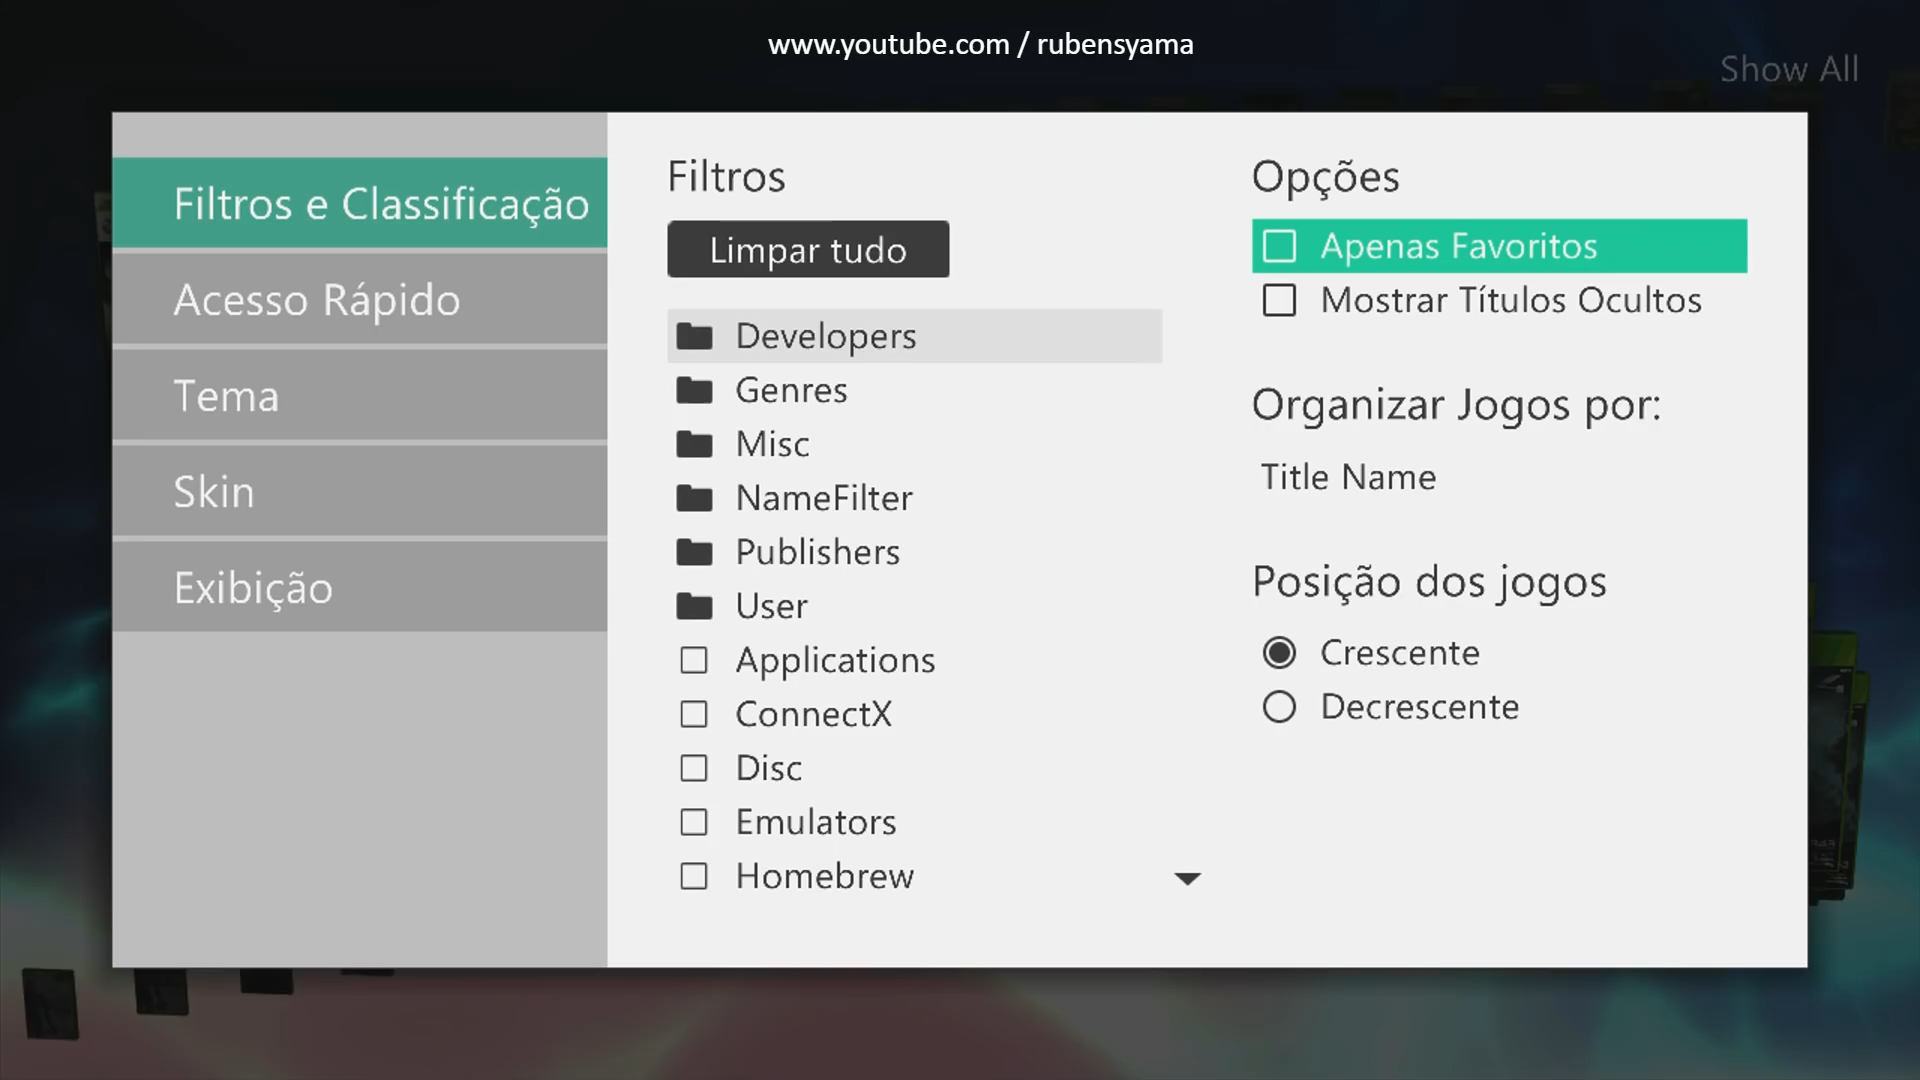 www.youtube.com / rubensyama
Show All
Filtros e Classificação
Acesso Rápido
Tema
Skin
Exibição
Filtros
Limpar tudo
Developers
Genres
Misc
NameFilter
Publishers
User
Applications
ConnectX
Disc
Emulators
Homebrew
Opções
Apenas Favoritos
Mostrar Títulos Ocultos
Organizar Jogos por:
Title Name
Posição dos jogos
Crescente
Decrescente